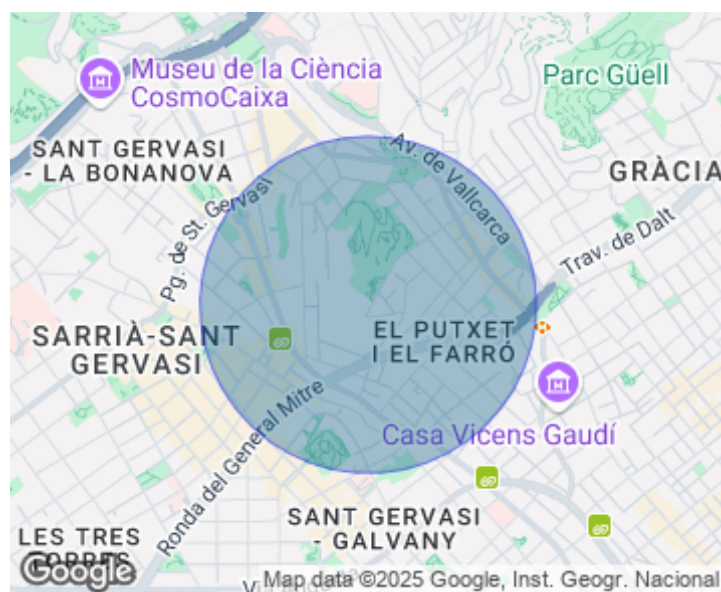 Museu de la Ciència
CosmoCaixa
Parc Güell
SANT GERVASI
- LA BONANOVA
Av. de Vallcarca
GRÀCIA
Pg. de St. Gervasi
Trav. de Dalt
SARRIÀ-SANT
GERVASI
EL PUTXET
I EL FARRÓ
Ronda del General Mitre
Casa Vicens Gaudí
SANT GERVASI
- GALVANY
LES TRES
TORRES
Google
Map data ©2025 Google, Inst. Geogr. Nacional